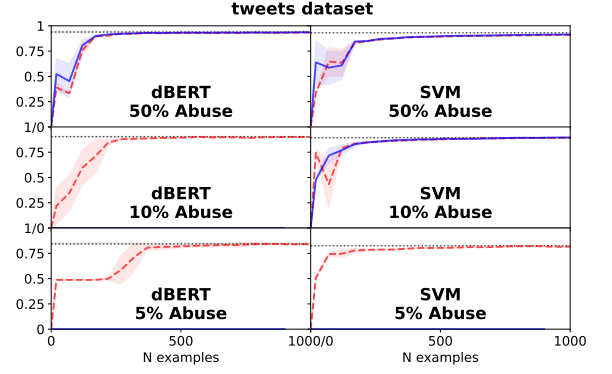 tweets dataset
1
0.75
0.5
0.25
dBERT
50% Abuse
SVM
50% Abuse
1/0
0.75
0.5
0.25
dBERT
10% Abuse
SVM
10% Abuse
1/0
0.75
0.5
0.25
0
dBERT
5% Abuse
SVM
5% Abuse
0 500 1000/0 500 1000
N examples N examples